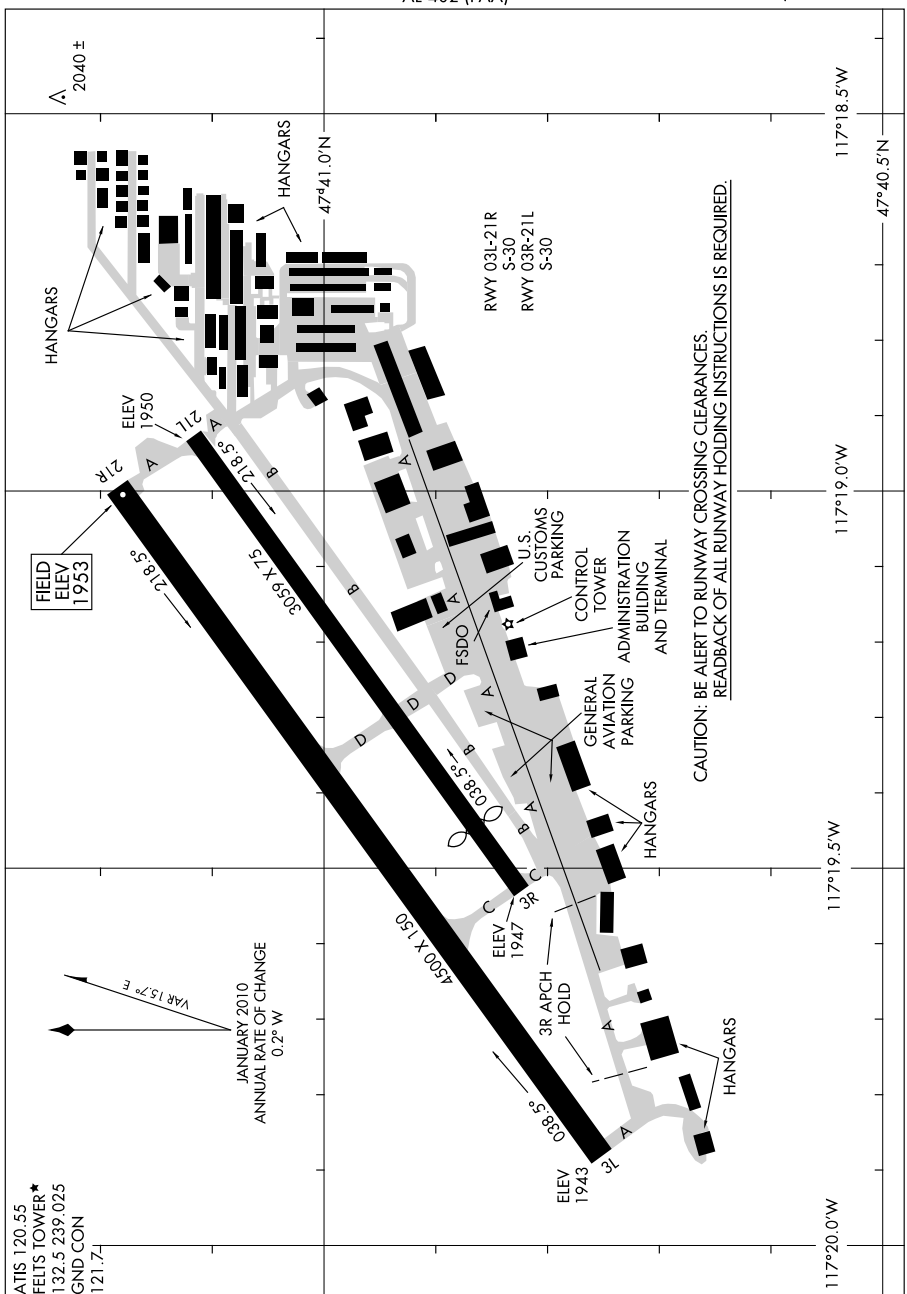 AL-402 (FAA)
ATIS 120.55
FELTS TOWER★
132.5 239.025
GND CON
121.7
VAR 15.7° E
JANUARY 2010
ANNUAL RATE OF CHANGE
0.2° W
FIELD
ELEV
1953
21R
218.5°
A
ELEV
1950
21L
A
218.5°
B
3059 X 75
B
HANGARS
2040 ±
HANGARS
47°41.0'N
D
D
D
038.5°
B
4500 X 150
C
C
3R
ELEV
1947
B
A
3R APCH
HOLD
038.5°
3L
ELEV
1943
A
A
HANGARS
A
A
A
U.S.
CUSTOMS
PARKING
FSDO
CONTROL
TOWER
ADMINISTRATION
BUILDING
AND TERMINAL
GENERAL
AVIATION
PARKING
HANGARS
RWY 03L-21R
S-30
RWY 03R-21L
S-30
CAUTION: BE ALERT TO RUNWAY CROSSING CLEARANCES.
READBACK OF ALL RUNWAY HOLDING INSTRUCTIONS IS REQUIRED.
117°20.0'W
117°19.5'W
117°19.0'W
117°18.5'W
47°40.5'N